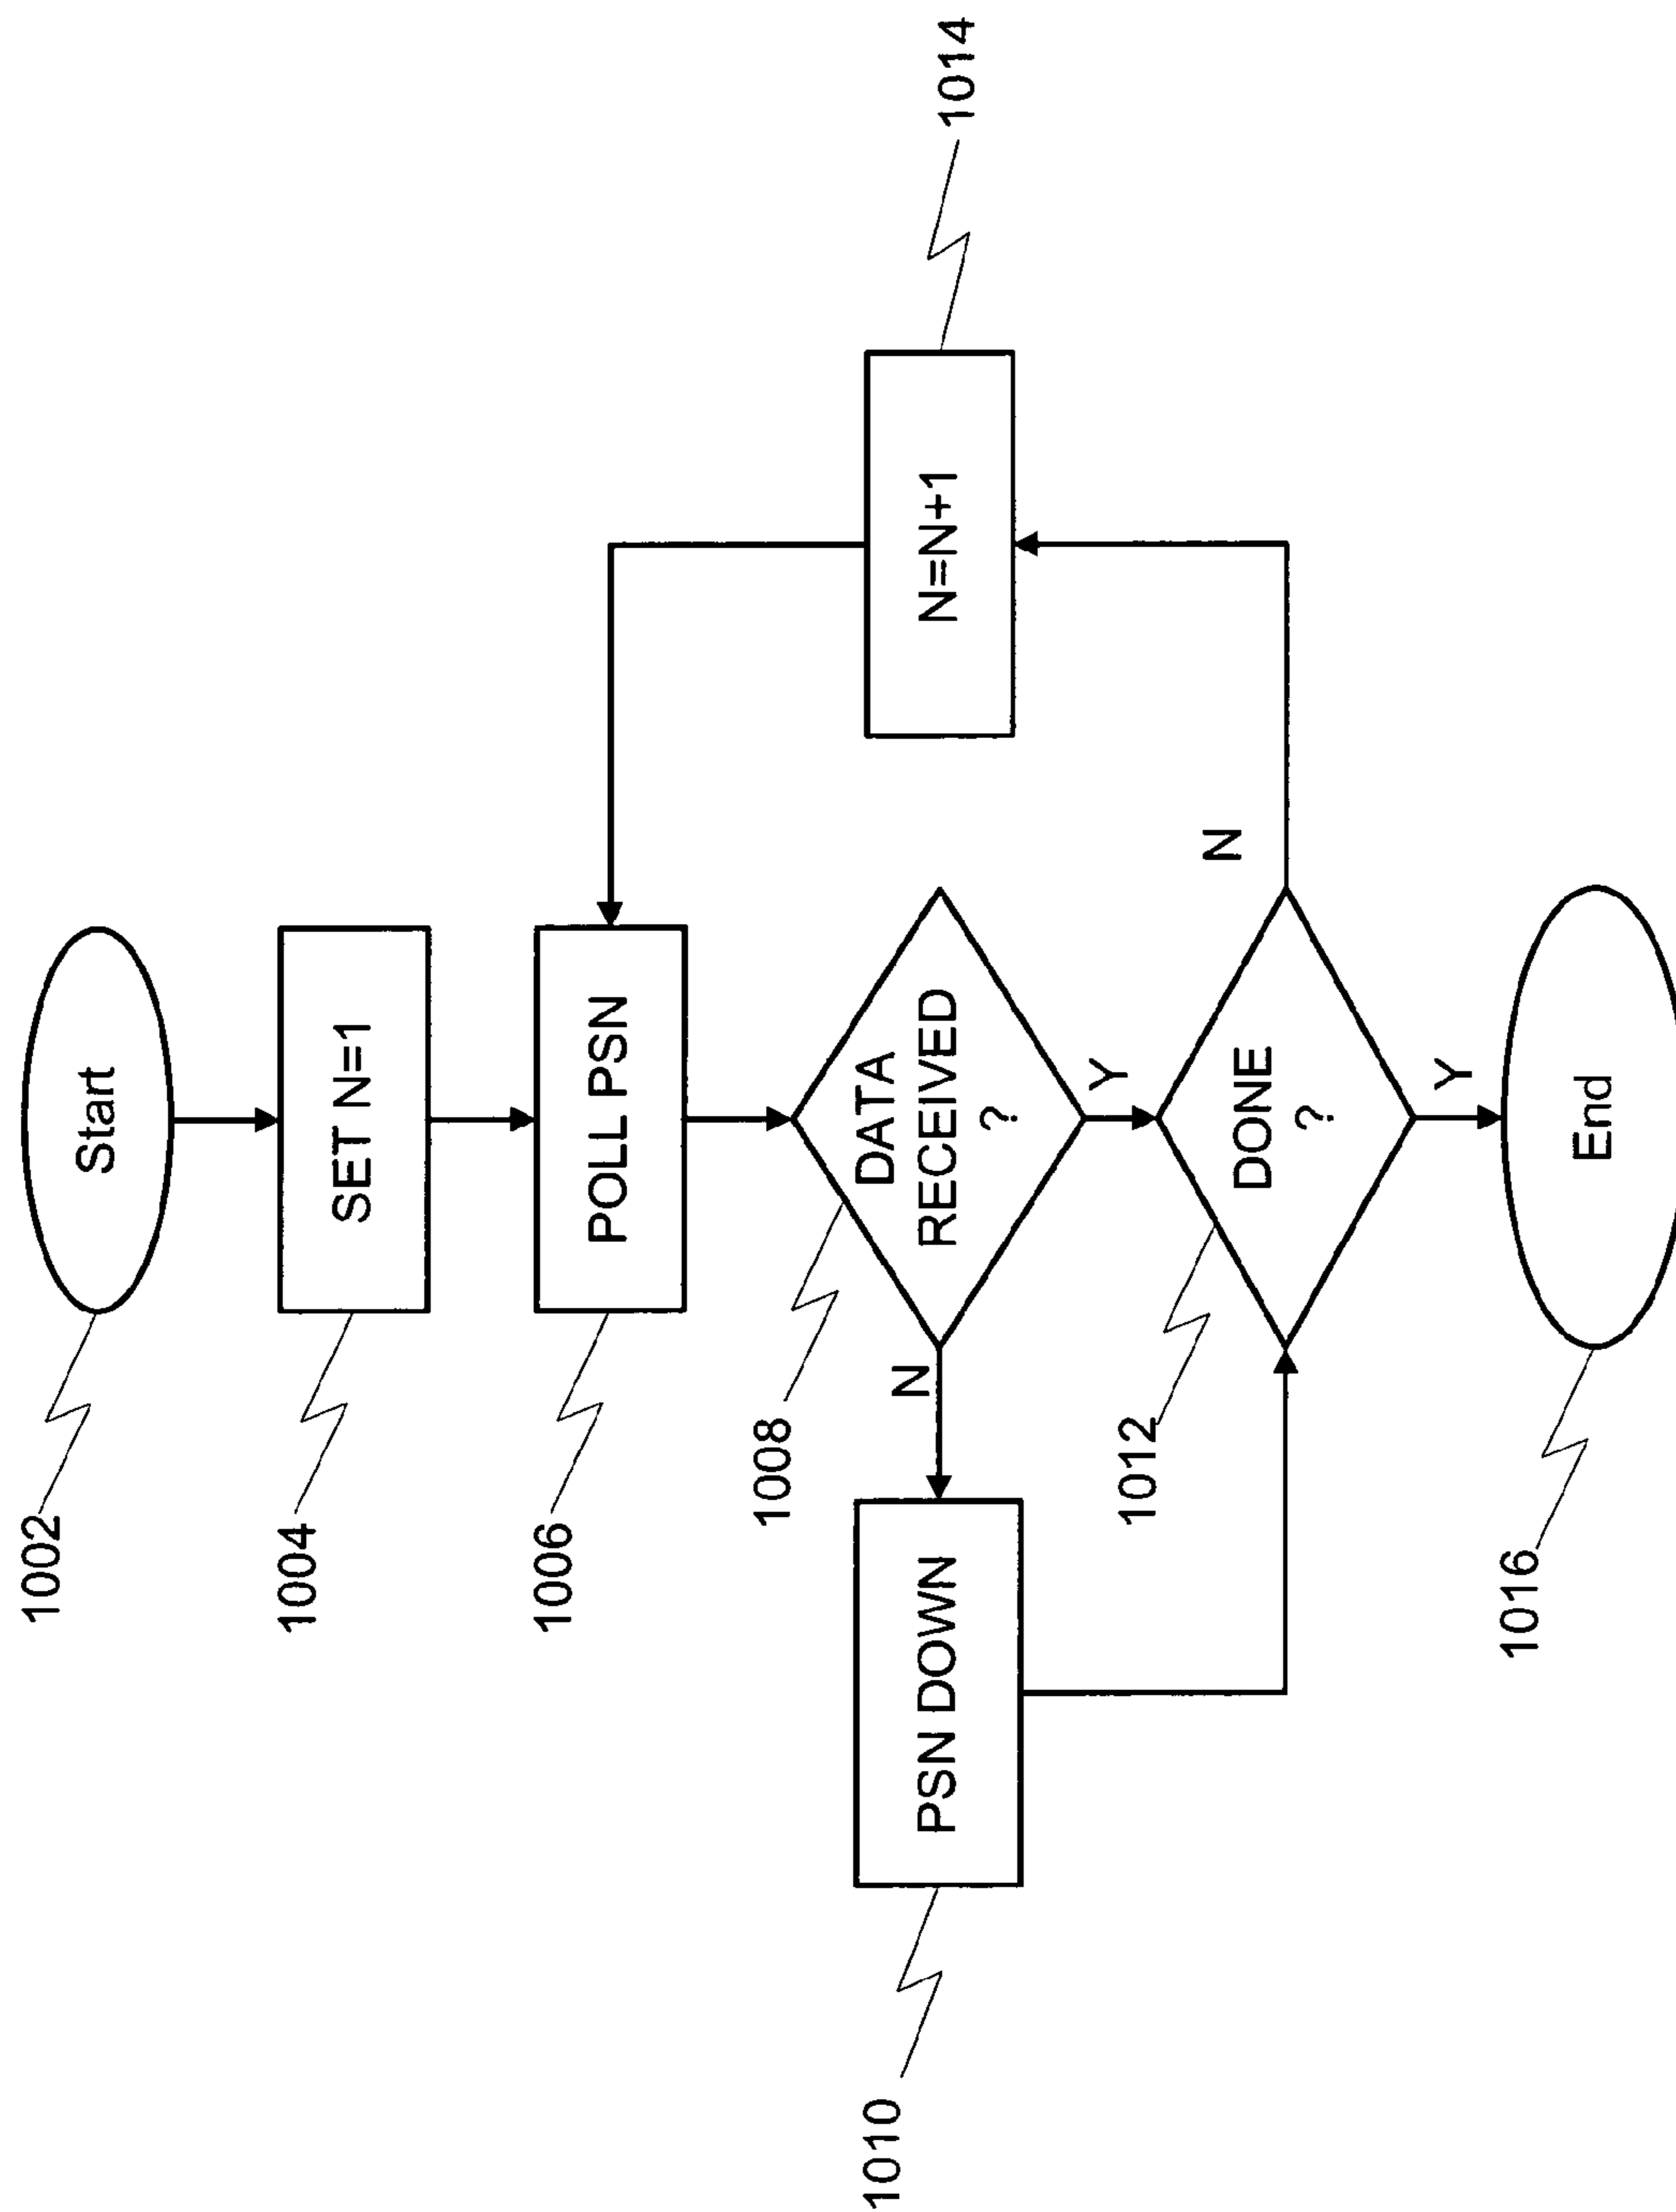 1002
Start
1004
SET N=1
1006
POLL PSN
1008
DATA
RECEIVED
?
N
Y
1010
PSN DOWN
1012
DONE
?
N
Y
1014
N=N+1
1016
End